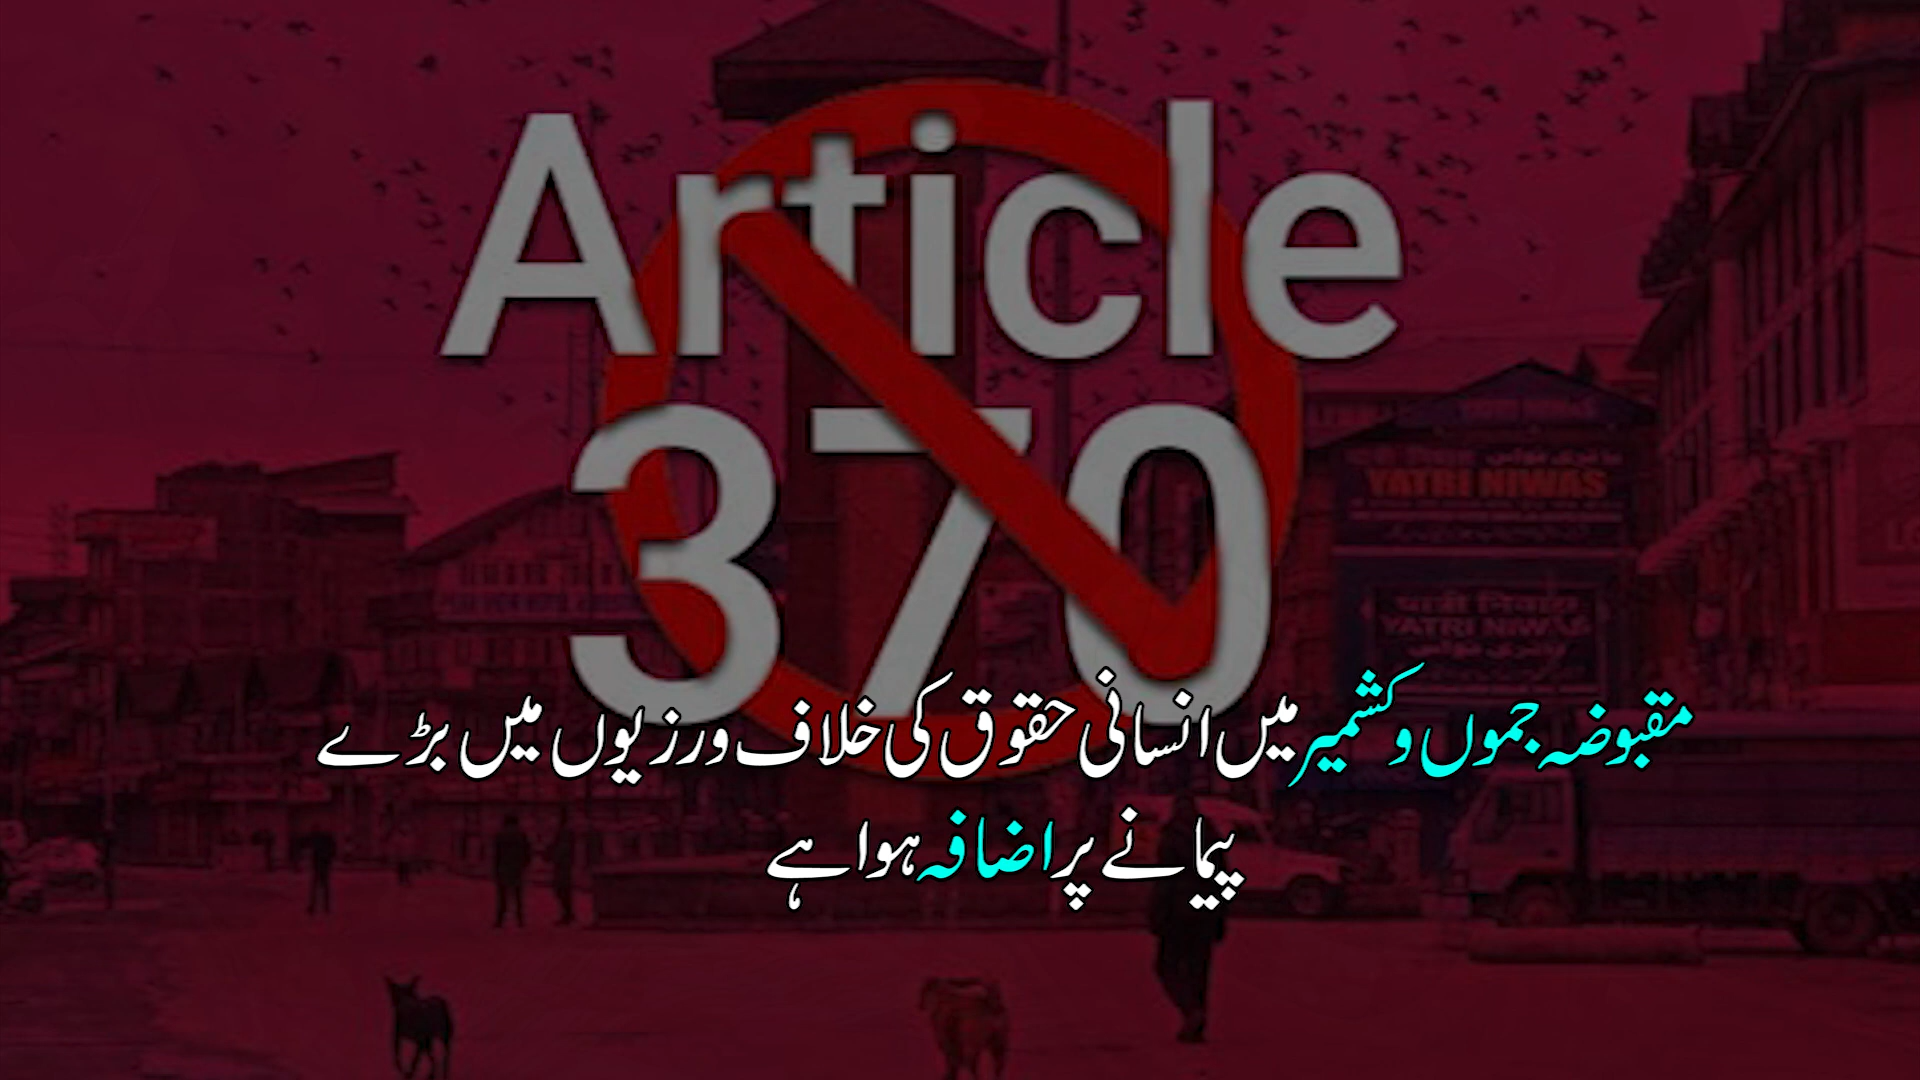 Article
370
YATRI NIWAS
YATRI NIWAS
مقبوضہ جموں و کشمیر میں انسانی حقوق کی خلاف ورزیوں میں بڑے
پیمانے پر اضافہ ہوا ہے